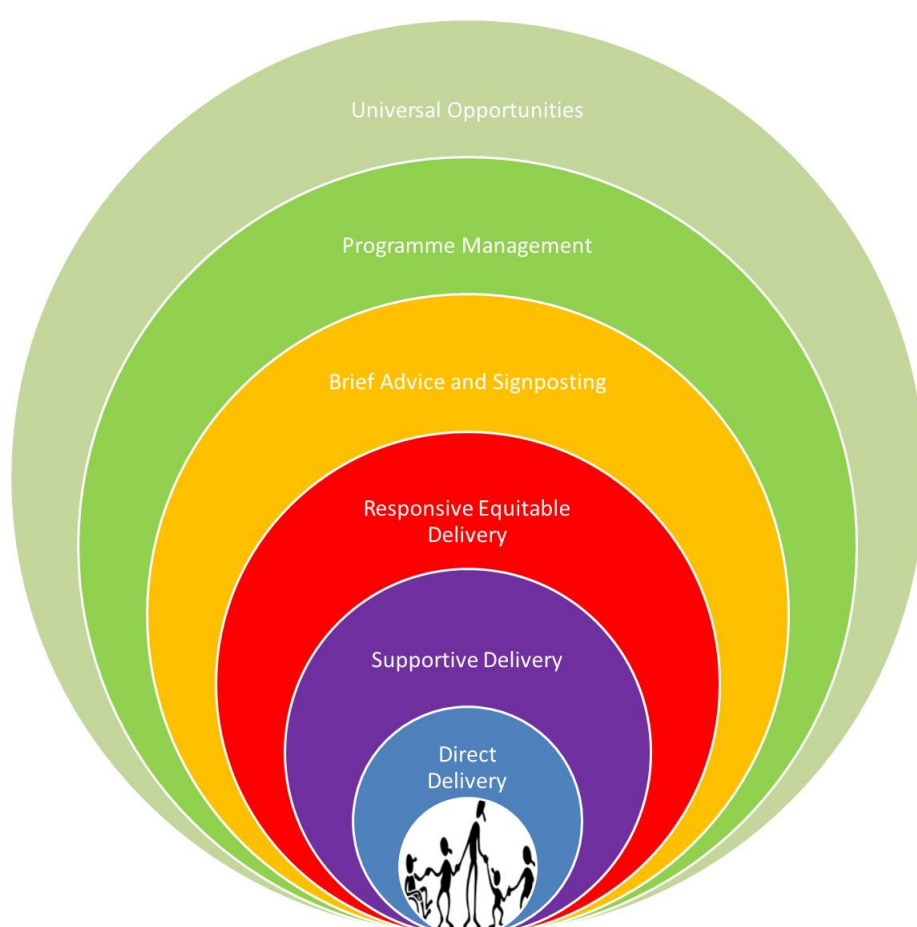 Universal Opportunities
Programme Management
Brief Advice and Signposting
Responsive Equitable
Delivery
Supportive Delivery
Direct
Delivery